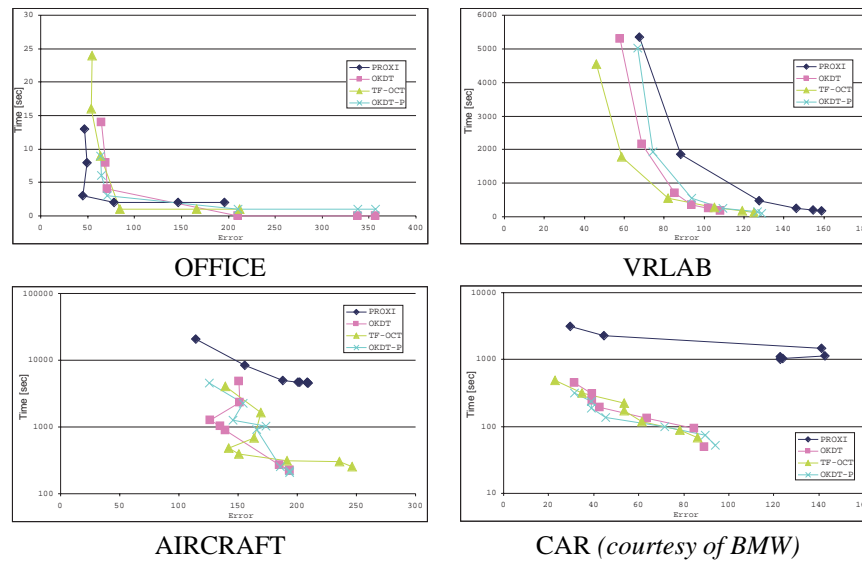 30
25
20
15
10
5
0
Time [sec]
0 50 100 150 200 250 300 350 400
Error
PROXI
OKDT
TF-OCT
OKDT-P
OFFICE
6000
5000
4000
3000
2000
1000
0
Time [sec]
0 20 40 60 80 100 120 140 160
Error
PROXI
OKDT
TF-OCT
OKDT-P
VRLAB
100000
10000
1000
100
Time [sec]
0 50 100 150 200 250 300
Error
PROXI
OKDT
TF-OCT
OKDT-P
AIRCRAFT
10000
1000
100
10
Time [sec]
0 20 40 60 80 100 120 140
Error
PROXI
OKDT
TF-OCT
OKDT-P
CAR (courtesy of BMW)